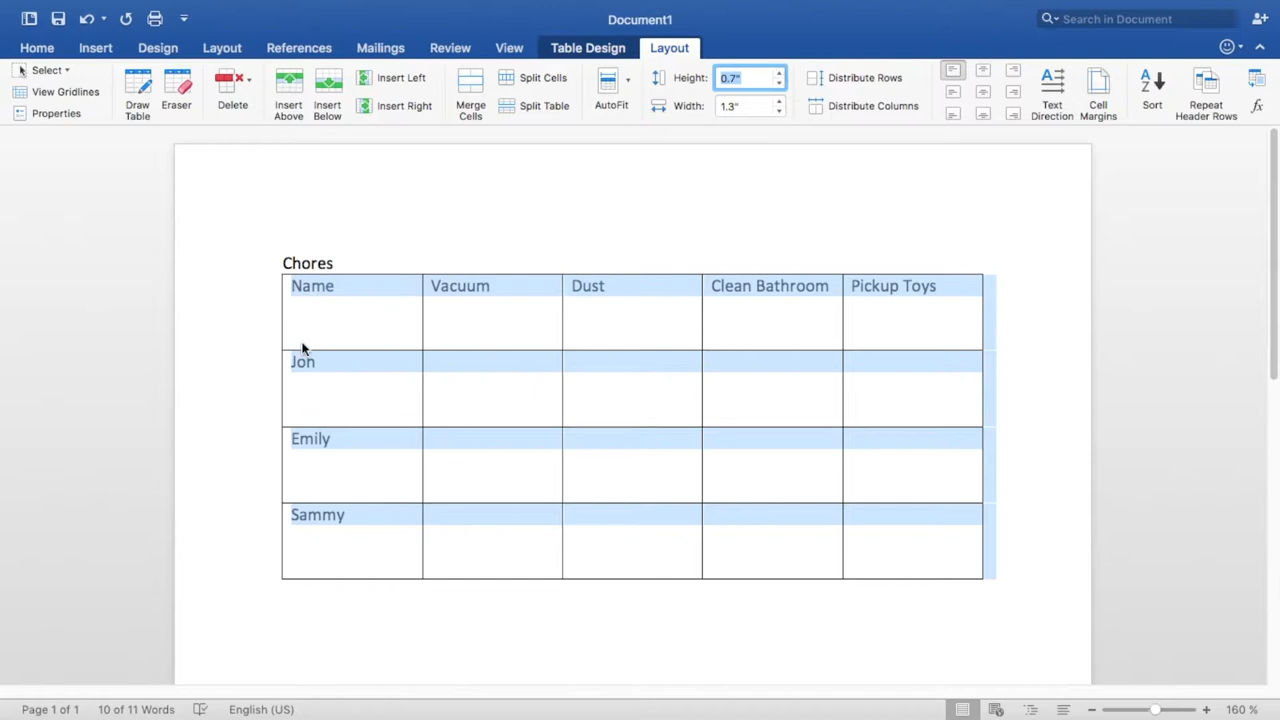 Document1
Search in Document
Home Insert Design Layout References Mailings Review View Table Design Layout
Select
View Gridlines
Properties
Draw Table
Eraser
Delete
Insert Above
Insert Below
Insert Left
Insert Right
Merge Cells
Split Cells
Split Table
AutoFit
Height: 0.7"
Width: 1.3"
Distribute Rows
Distribute Columns
Text Direction
Cell Margins
A
Z
Sort
Repeat Header Rows
fx
Chores
Name Vacuum Dust Clean Bathroom Pickup Toys
Jon
Emily
Sammy
Page 1 of 1 10 of 11 Words English (US) 160 %